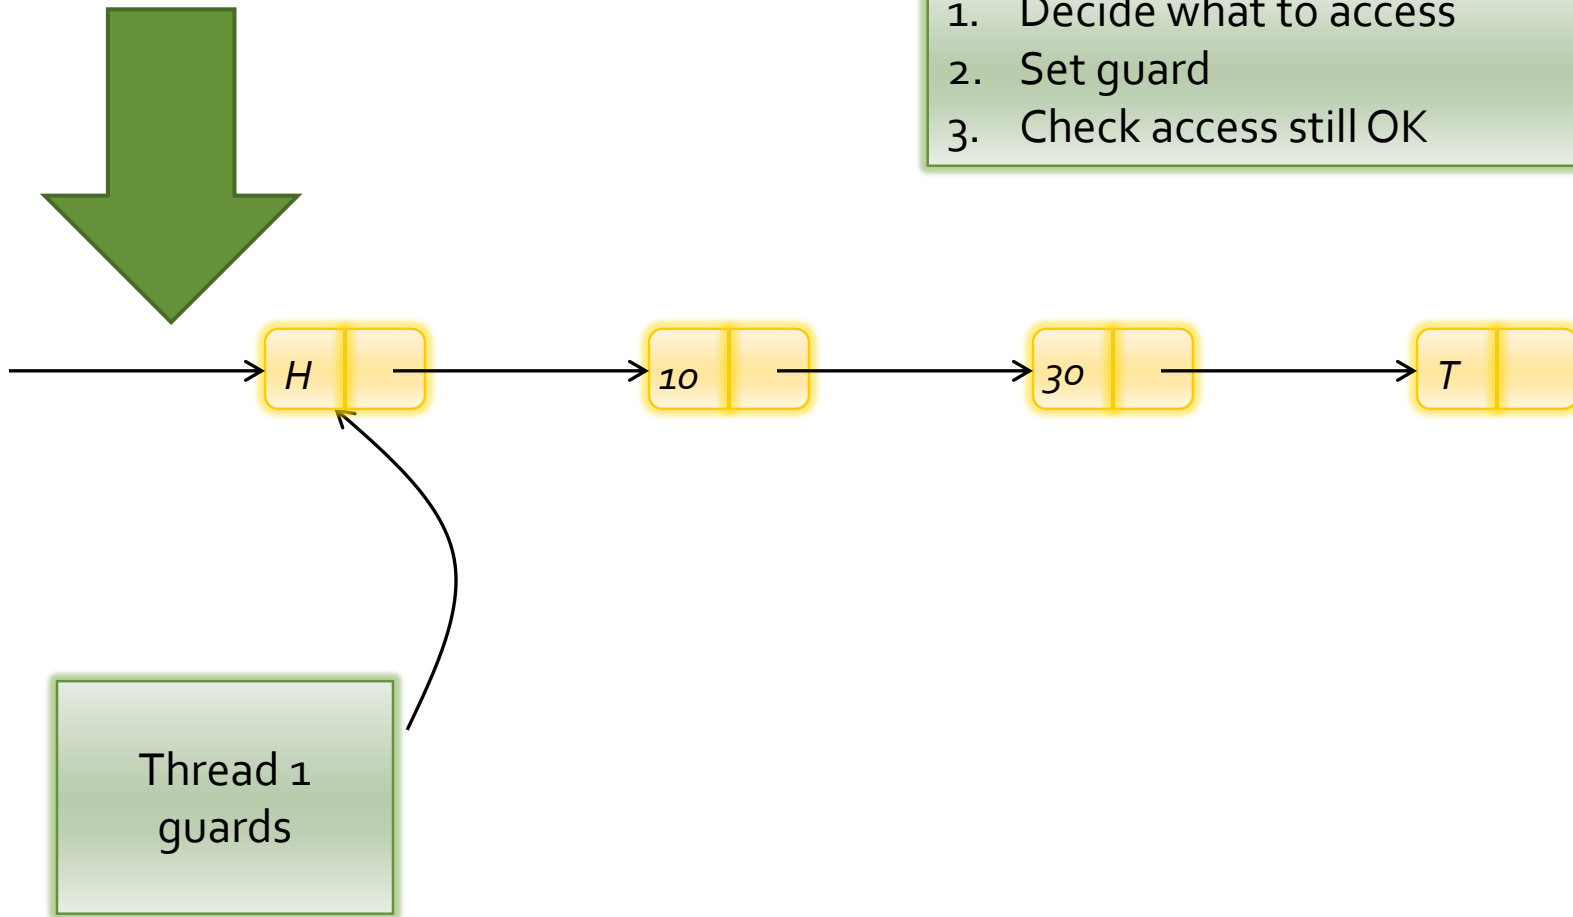 1. Decide what to access
2. Set guard
3. Check access still OK
H 10 30 T
Thread 1
guards